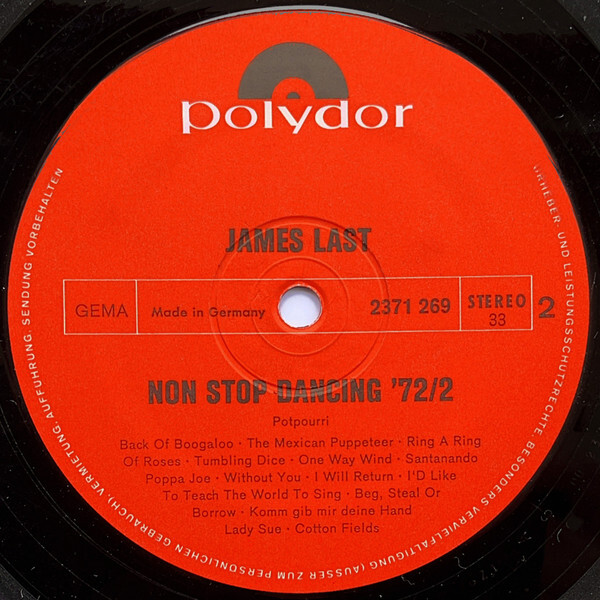 polydor
JAMES LAST
GEMA
Made in Germany
2371 269
STEREO
33
2
NON STOP DANCING '72/2
Potpourri
Back Of Boogaloo · The Mexican Puppeteer · Ring A Ring
Of Roses · Tumbling Dice · One Way Wind · Santanando
Poppa Joe · Without You · I Will Return · I'D Like
To Teach The World To Sing · Beg, Steal Or
Borrow · Komm gib mir deine Hand
Lady Sue · Cotton Fields
URHEBER- UND LEISTUNGSSCHUTZRECHTE, BESONDERS VERVIELFÄLTIGUNG (AUSSER ZUM PERSÖNLICHEN GEBRAUCH), VERMIETUNG, AUFFÜHRUNG, SENDUNG VORBEHALTEN